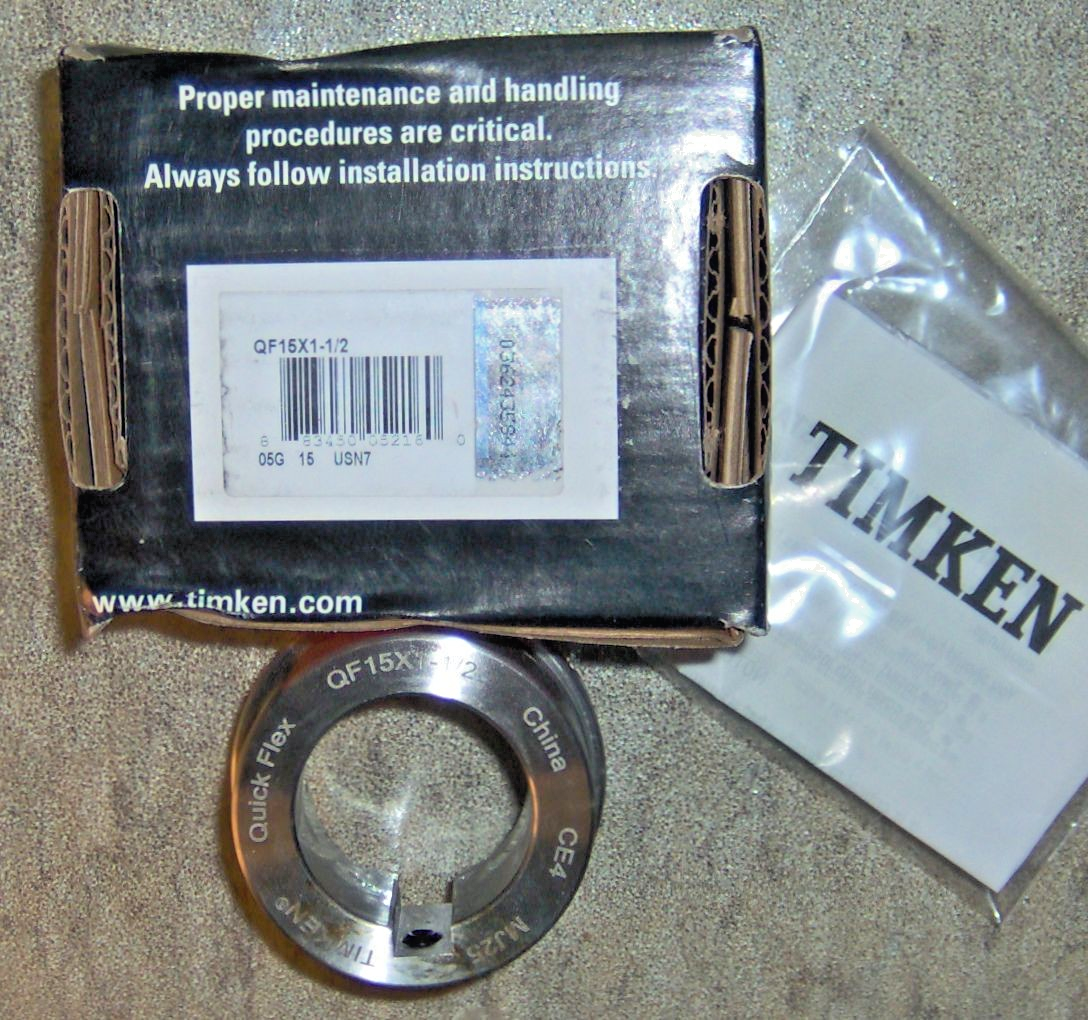 Proper maintenance and handling
procedures are critical.
Always follow installation instructions
QF15X1-1/2
8 83450 05216 0
05G 15 USN7
www.timken.com
TIMKEN
QF15X1-1/2
China
CE4
Quick Flex
TIMKEN®